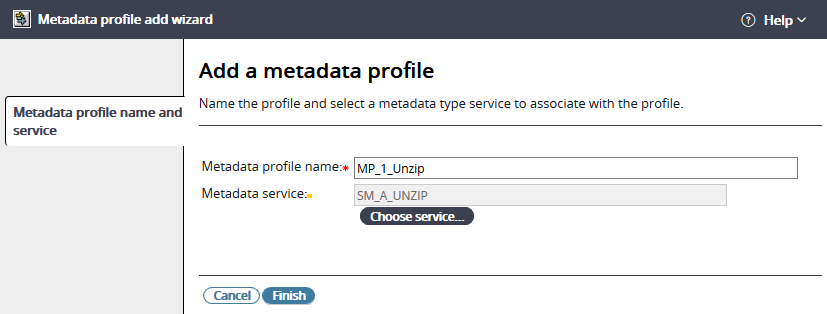 Metadata profile add wizard
? Help
Add a metadata profile
Name the profile and select a metadata type service to associate with the profile.
Metadata profile name and
service
Metadata profile name:* MP_1_Unzip
Metadata service: SM_A_UNZIP
Choose service...
Cancel Finish